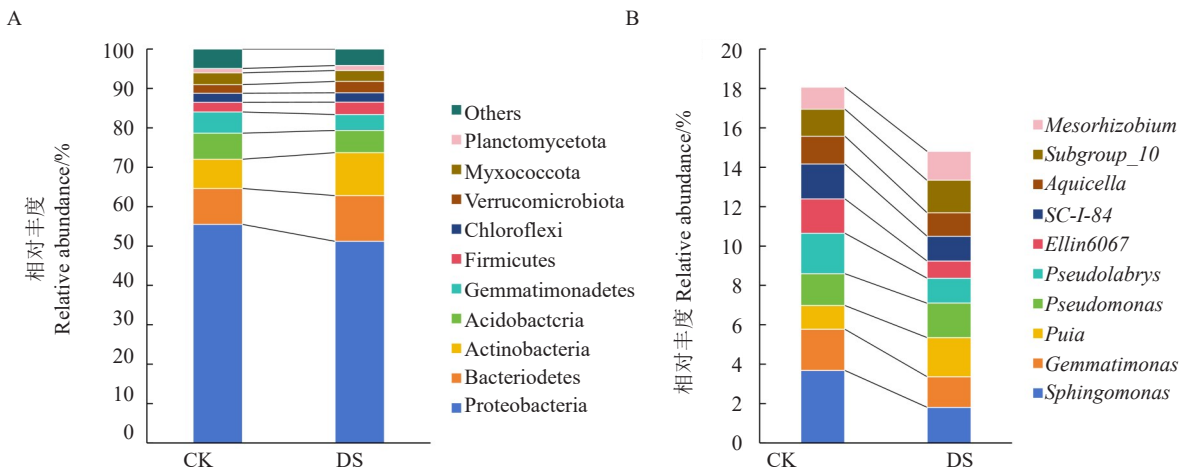 A
100
90
80
70
60
50
40
30
20
10
0
相对丰度
Relative abundance/%
CK
DS
Others
Planctomycetota
Myxococcota
Verrucomicrobiota
Chloroflexi
Firmicutes
Gemmatimonadetes
Acidobactcria
Actinobacteria
Bacteriodetes
Proteobacteria
B
20
18
16
14
12
10
8
6
4
2
0
相对丰度 Relative abundance/%
CK
DS
Mesorhizobium
Subgroup_10
Aquicella
SC-I-84
Ellin6067
Pseudolabrys
Pseudomonas
Puia
Gemmatimonas
Sphingomonas